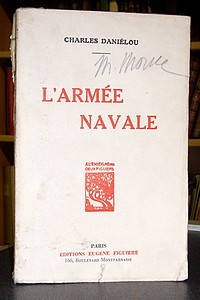 CHARLES DANIÉLOU
L'ARMÉE
NAVALE
PARIS
EDITIONS EUGÈNE FIGUIÈRE
166, BOULEVARD MONTPARNASSE